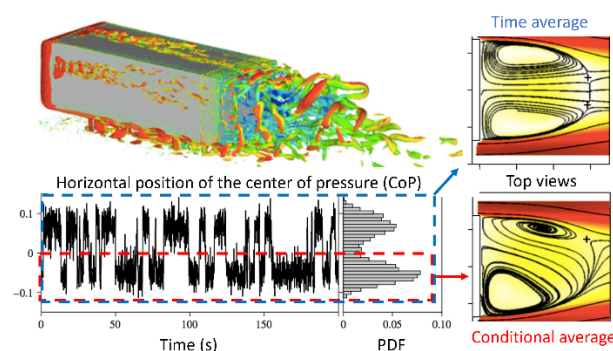 Time average
Horizontal position of the center of pressure (CoP)
Top views
0.1
0
-0.1
0
50
100
150
0
0.05
0.10
Time (s)
PDF
Conditional average